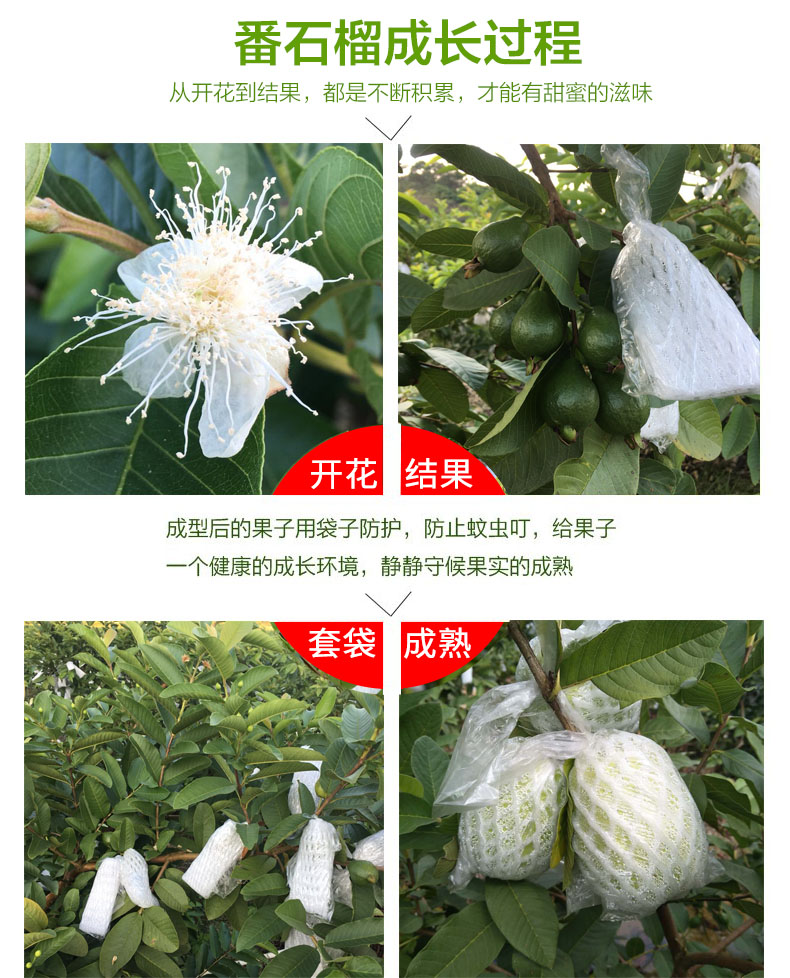 番石榴成长过程
从开花到结果，都是不断积累，才能有甜蜜的滋味
开花
结果
成型后的果子用袋子防护，防止蚊虫叮，给果子
一个健康的成长环境，静静守候果实的成熟
套袋
成熟